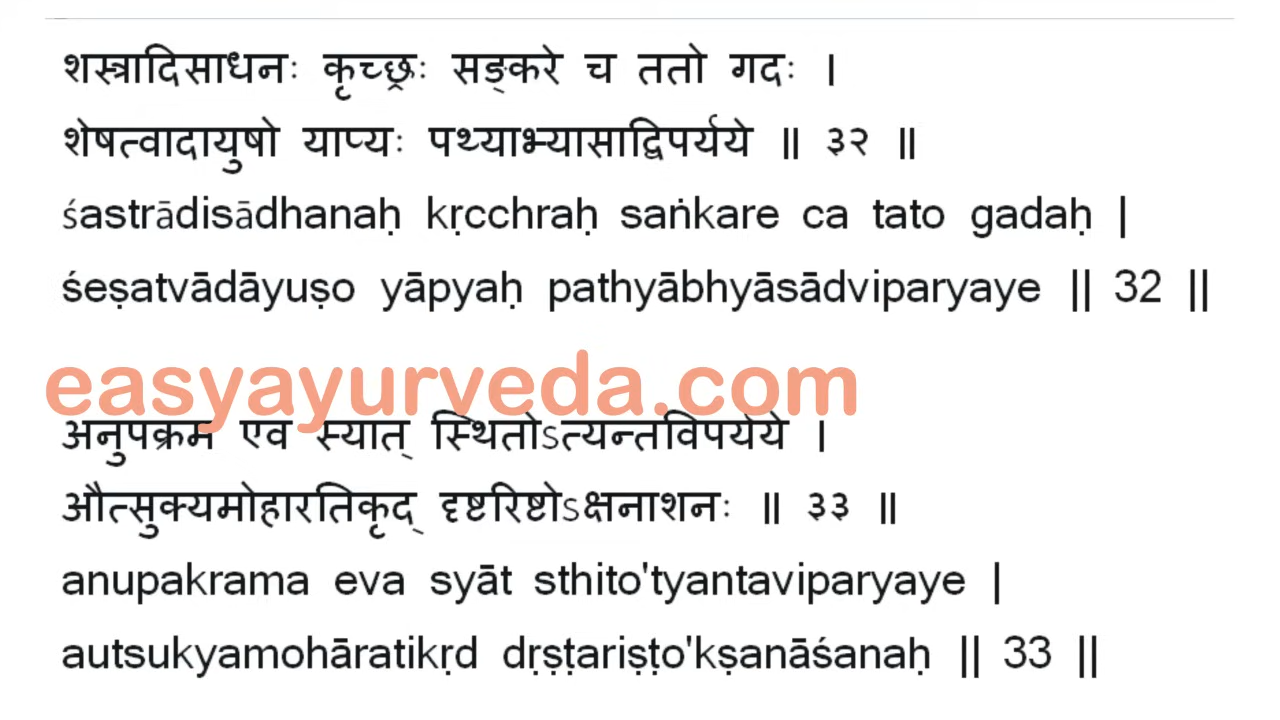 शस्त्रादिसाधनः कृच्छ्रः सङ्करे च ततो गदः ।
शेषत्वादायुषो याप्यः पथ्याभ्यासाद्विपर्यये ॥ ३२ ॥
śastrādisādhanaḥ kṛcchraḥ saṅkare ca tato gadaḥ |
śeṣatvādāyuṣo yāpyaḥ pathyābhyāsādviparyaye || 32 ||
easyayurveda.com
अनुपक्रम एव स्यात् स्थितोऽत्यन्तविपर्यये ।
औत्सुक्यमोहारतिकृद् दृष्टरिष्टोऽक्षनाशनः ॥ ३३ ॥
anupakrama eva syāt sthito'tyantaviparyaye |
autsukyamohāratikṛd dṛṣṭariṣṭo'kṣanāśanaḥ || 33 ||